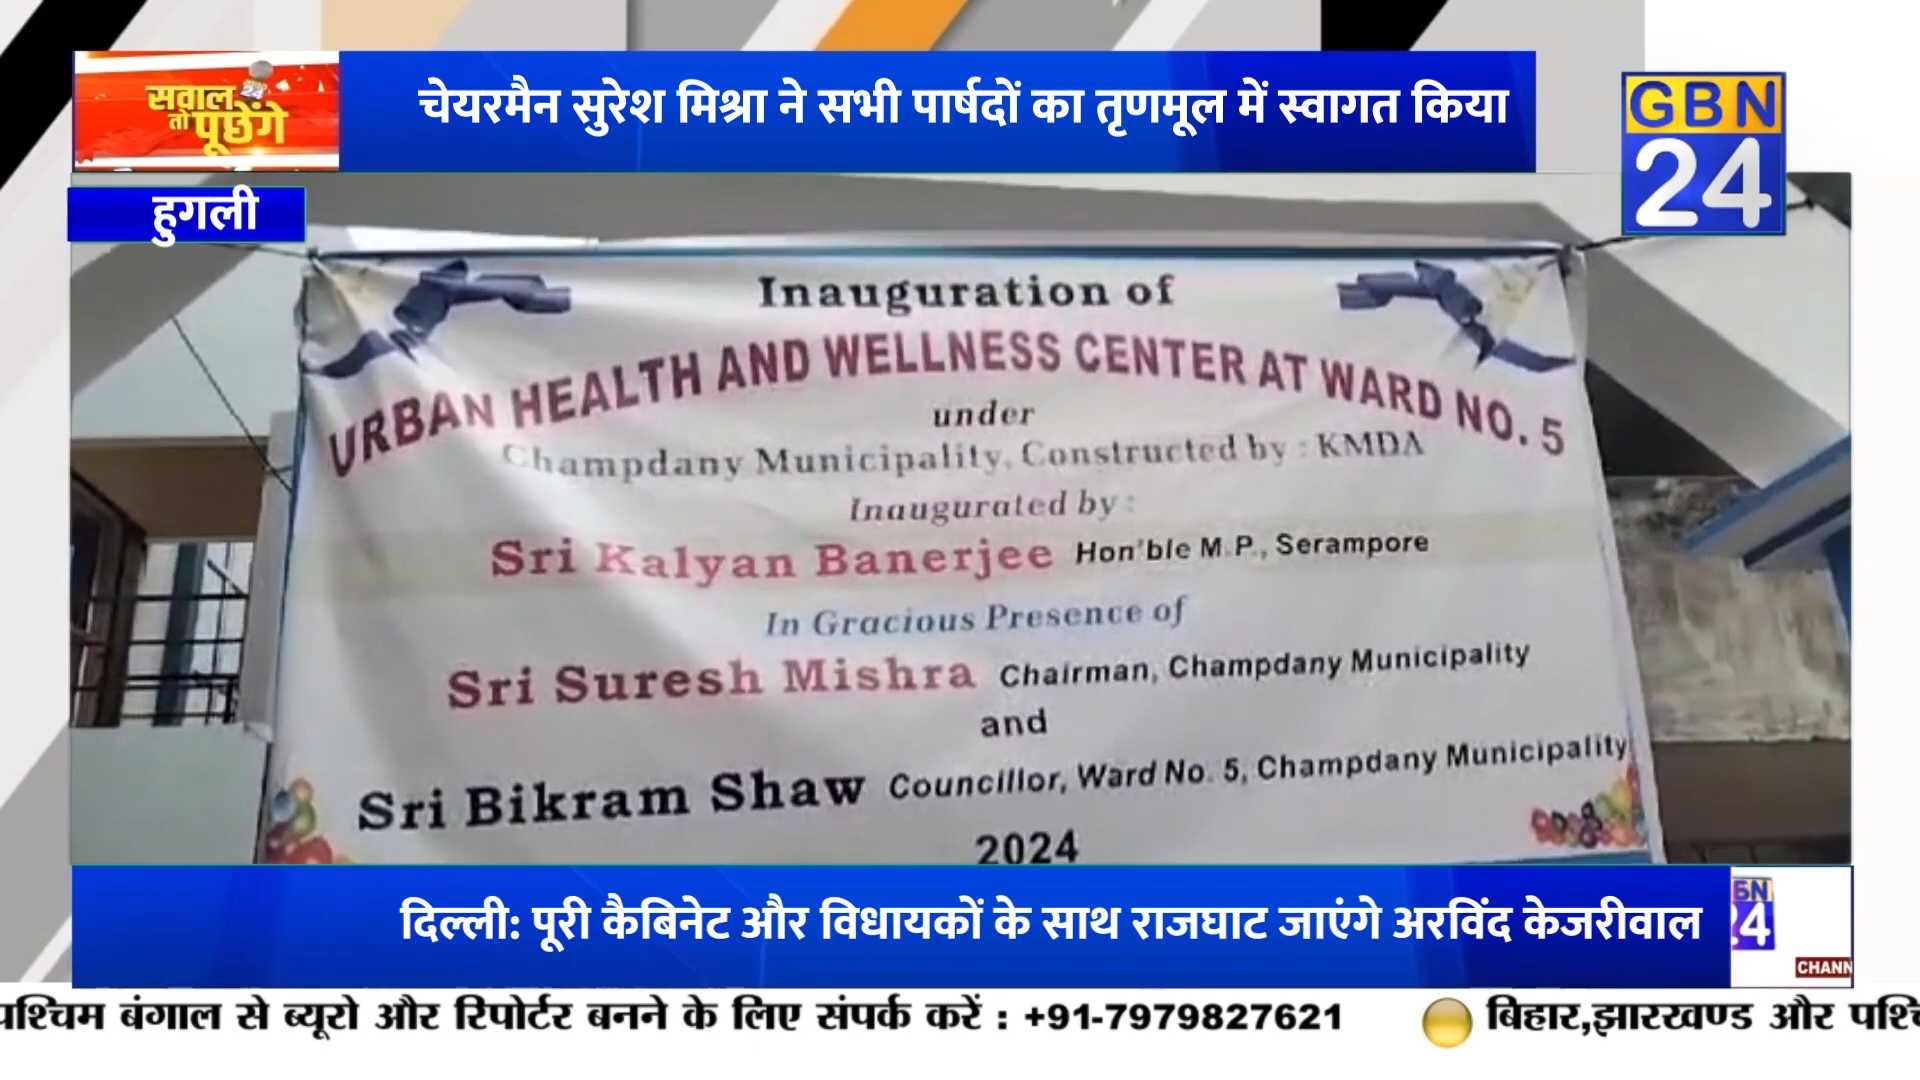 सवाल
तो पूछेंगे
चेयरमैन सुरेश मिश्रा ने सभी पार्षदों का तृणमूल में स्वागत किया
GBN
24
हुगली
Inauguration of
URBAN HEALTH AND WELLNESS CENTER AT WARD NO. 5
under
Champdany Municipality, Constructed by : KMDA
Inaugurated by :
Sri Kalyan Banerjee Hon'ble M.P., Serampore
In Gracious Presence of
Sri Suresh Mishra Chairman, Champdany Municipality
and
Sri Bikram Shaw Councillor, Ward No. 5, Champdany Municipality
2024
दिल्ली: पूरी कैबिनेट और विधायकों के साथ राजघाट जाएंगे अरविंद केजरीवाल
BN
24
CHANN
पश्चिम बंगाल से ब्यूरो और रिपोर्टर बनने के लिए संपर्क करें : +91-7979827621 बिहार,झारखण्ड और पश्चि